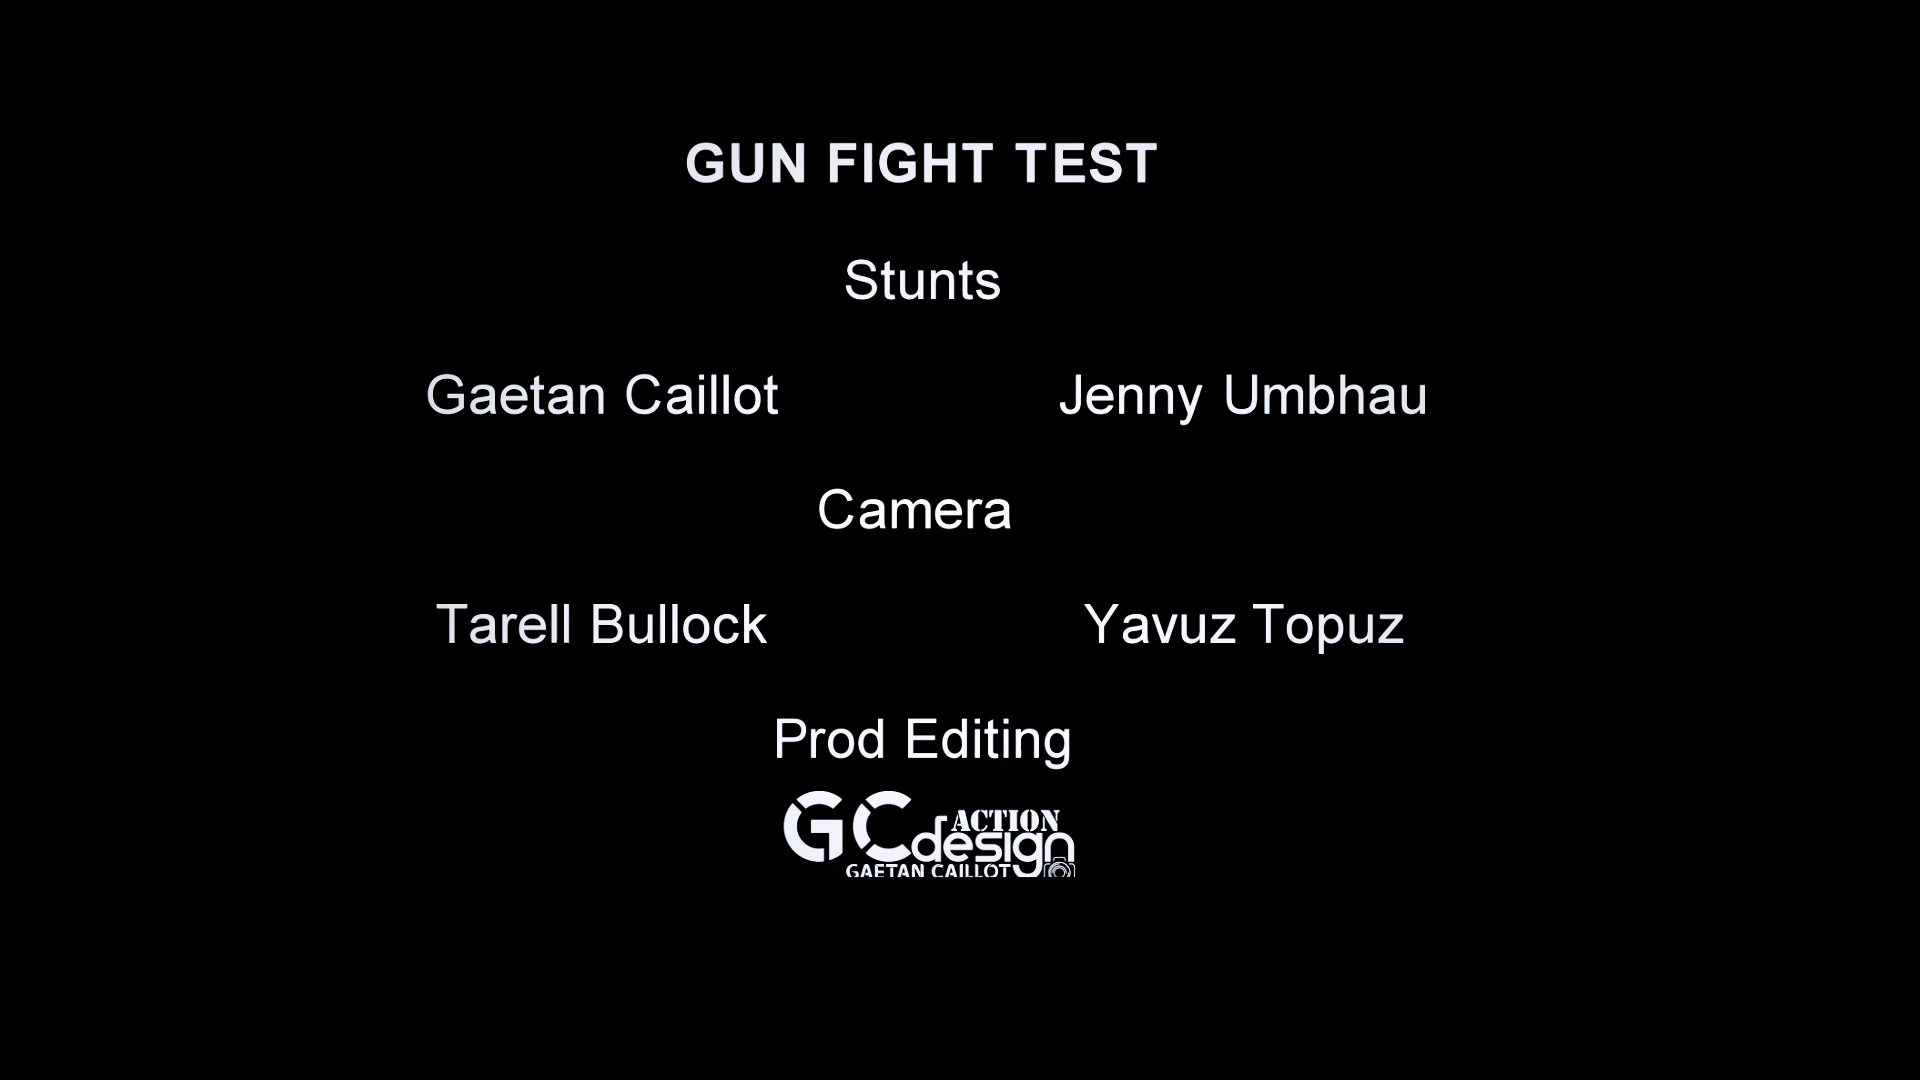 GUN FIGHT TEST
Stunts
Gaetan Caillot Jenny Umbhau
Camera
Tarell Bullock Yavuz Topuz
Prod Editing
GC design ACTION
GAETAN CAILLOT